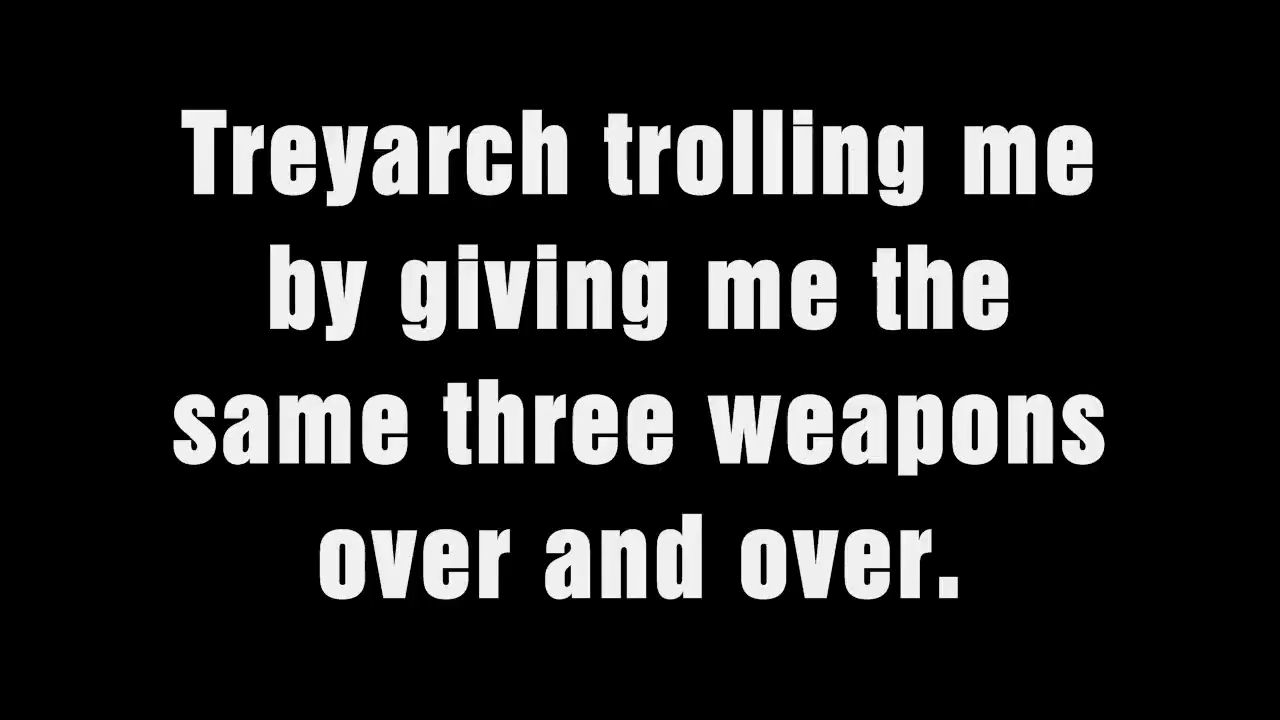 Treyarch trolling me
by giving me the
same three weapons
over and over.